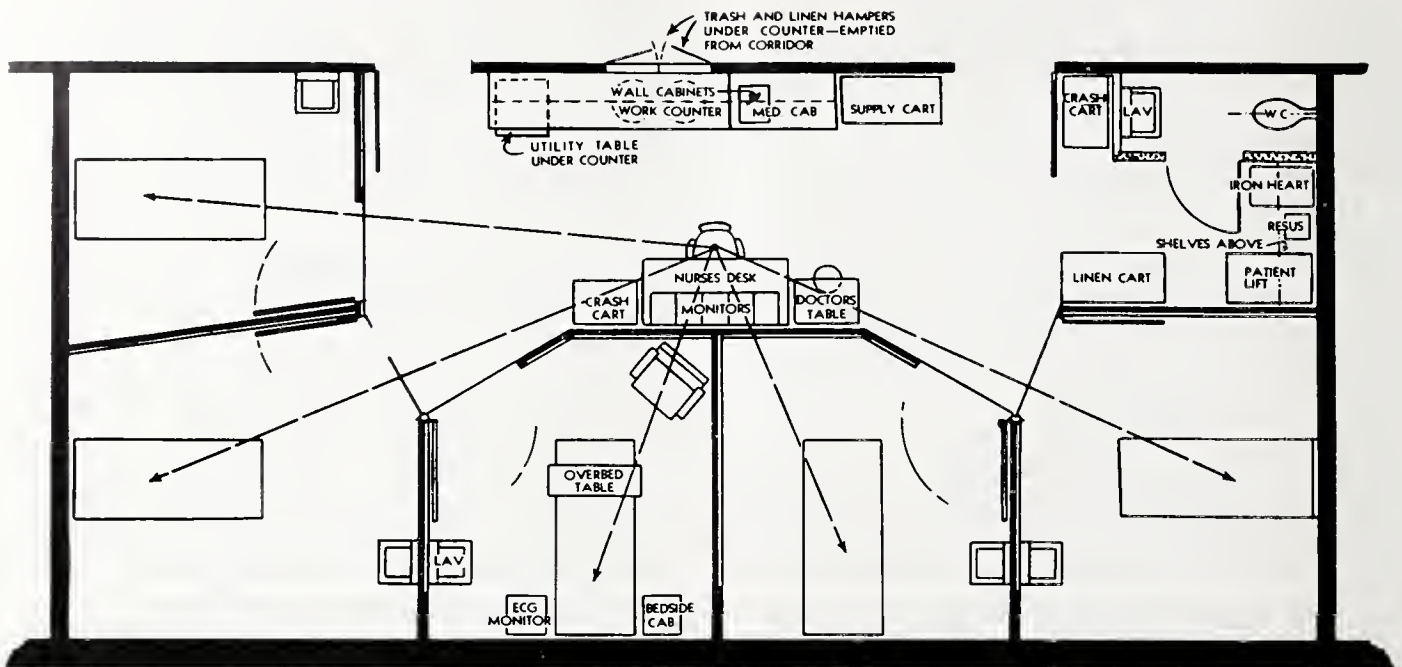 TRASH AND LINEN HAMPERS
UNDER COUNTER—EMPTIED
FROM CORRIDOR
WALL CABINETS
WORK COUNTER
MED CAB
SUPPLY CART
UTILITY TABLE
UNDER COUNTER
CRASH
CART
LAV
WC
IRON HEART
RESUS
SHELVES ABOVE
LINEN CART
PATIENT
LIFT
NURSES DESK
MONITORS
CRASH
CART
DOCTORS
TABLE
OVERBED
TABLE
LAV
ECG
MONITOR
BEDSIDE
CAB